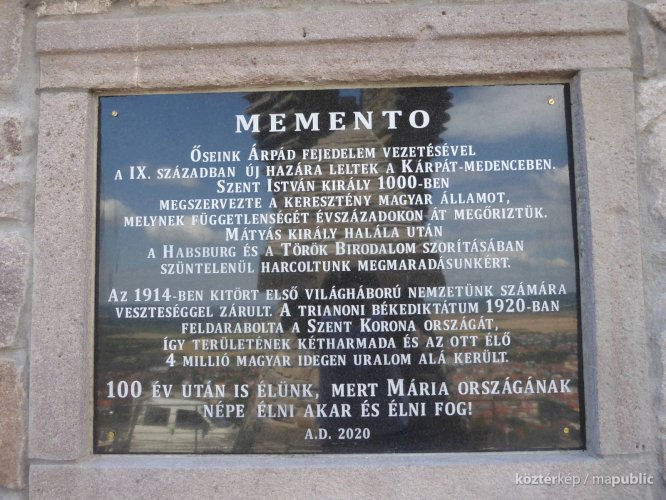 MEMENTO
ŐSEINK ÁRPÁD FEJEDELEM VEZETÉSÉVEL
A IX. SZÁZADBAN ÚJ HAZÁRA LELTEK A KÁRPÁT-MEDENCEBEN.
SZENT ISTVÁN KIRÁLY 1000-BEN
MEGSZERVEZTE A KERESZTÉNY MAGYAR ÁLLAMOT,
MELYNEK FÜGGETLENSÉGÉT ÉVSZÁZADOKON ÁT MEGŐRIZTÜK.
MÁTYÁS KIRÁLY HALÁLA UTÁN
A HABSBURG ÉS A TÖRÖK BIRODALOM SZORÍTÁSÁBAN
SZÜNTELENÜL HARCOLTUNK MEGMARADÁSUNKÉRT.
AZ 1914-BEN KITÖRT ELSŐ VILÁGHÁBORÚ NEMZETÜNK SZÁMÁRA
VESZTESÉGGEL ZÁRULT. A TRIANONI BÉKEDIKTÁTUM 1920-BAN
FELDARABOLTA A SZENT KORONA ORSZÁGÁT,
ÍGY TERÜLETÉNEK KÉTHARMADA ÉS AZ OTT ÉLŐ
4 MILLIÓ MAGYAR IDEGEN URALOM ALÁ KERÜLT.
100 ÉV UTÁN IS ÉLÜNK, MERT MÁRIA ORSZÁGÁNAK
NÉPE ÉLNI AKAR ÉS ÉLNI FOG!
A.D. 2020
köztérkép / mapublic